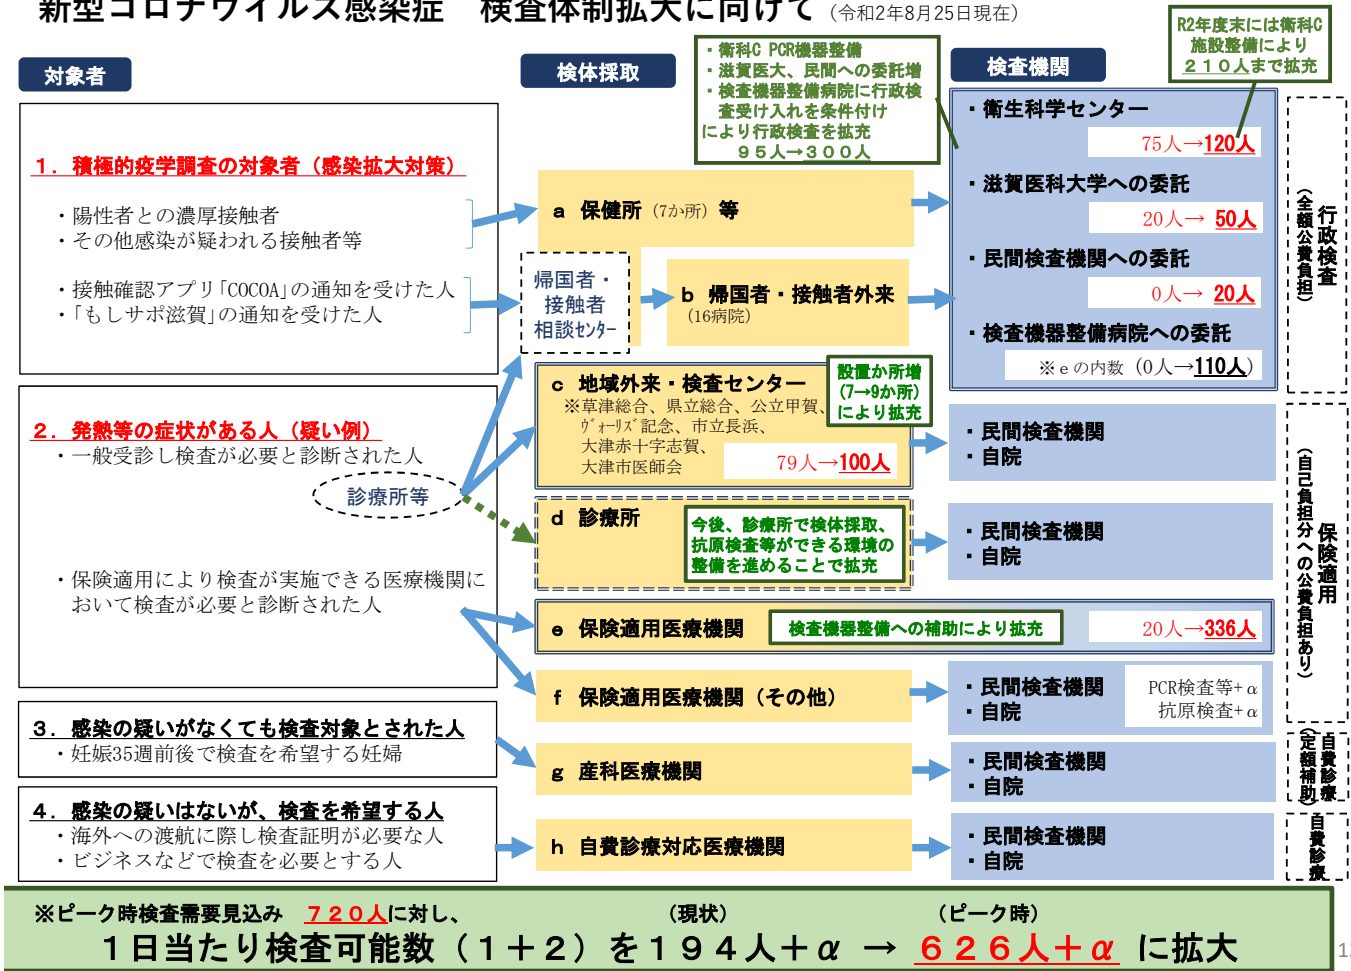 新型コロナウイルス感染症　検査体制拡大に向けて（令和2年8月25日現在）
対象者
検体採取
検査機関
・衛科C PCR機器整備
・滋賀医大、民間への委託増
・検査機器整備病院に行政検
査受け入れを条件付け
により行政検査を拡充
９５人→３００人
R2年度末には衛科C
施設整備により
２１０人まで拡充
１．積極的疫学調査の対象者（感染拡大対策）
・陽性者との濃厚接触者
・その他感染が疑われる接触者等
・接触確認アプリ「COCOA」の通知を受けた人
・「もしサポ滋賀」の通知を受けた人
２．発熱等の症状がある人（疑い例）
・一般受診し検査が必要と診断された人
診療所等
・保険適用により検査が実施できる医療機関に
おいて検査が必要と診断された人
３．感染の疑いがなくても検査対象とされた人
・妊娠35週前後で検査を希望する妊婦
４．感染の疑いはないが、検査を希望する人
・海外への渡航に際し検査証明が必要な人
・ビジネスなどで検査を必要とする人
a 保健所（7か所）等
帰国者・
接触者
相談ｾﾝﾀｰ
b 帰国者・接触者外来
（16病院）
c 地域外来・検査センター
※草津総合、県立総合、公立甲賀、
ｳﾞｫｰﾘｽﾞ記念、市立長浜、
大津赤十字志賀、
大津市医師会
79人→100人
設置か所増
(7→9か所)
により拡充
d 診療所
今後、診療所で検体採取、
抗原検査等ができる環境の
整備を進めることで拡充
e 保険適用医療機関
検査機器整備への補助により拡充
20人→336人
f 保険適用医療機関（その他）
g 産科医療機関
h 自費診療対応医療機関
・衛生科学センター
75人→120人
・滋賀医科大学への委託
20人→ 50人
・民間検査機関への委託
0人→ 20人
・検査機器整備病院への委託
※ｅの内数（0人→110人）
・民間検査機関
・自院
・民間検査機関
・自院
・民間検査機関
・自院
PCR検査等+α
抗原検査+α
・民間検査機関
・自院
・民間検査機関
・自院
行政検査
（全額公費負担）
保険適用
（自己負担分への公費負担あり）
自費診療
（定額補助）
自費診療
※ピーク時検査需要見込み　７２０人に対し、
（現状）
（ピーク時）
１日当たり検査可能数（１＋２）を１９４人＋α → ６２６人＋α に拡大